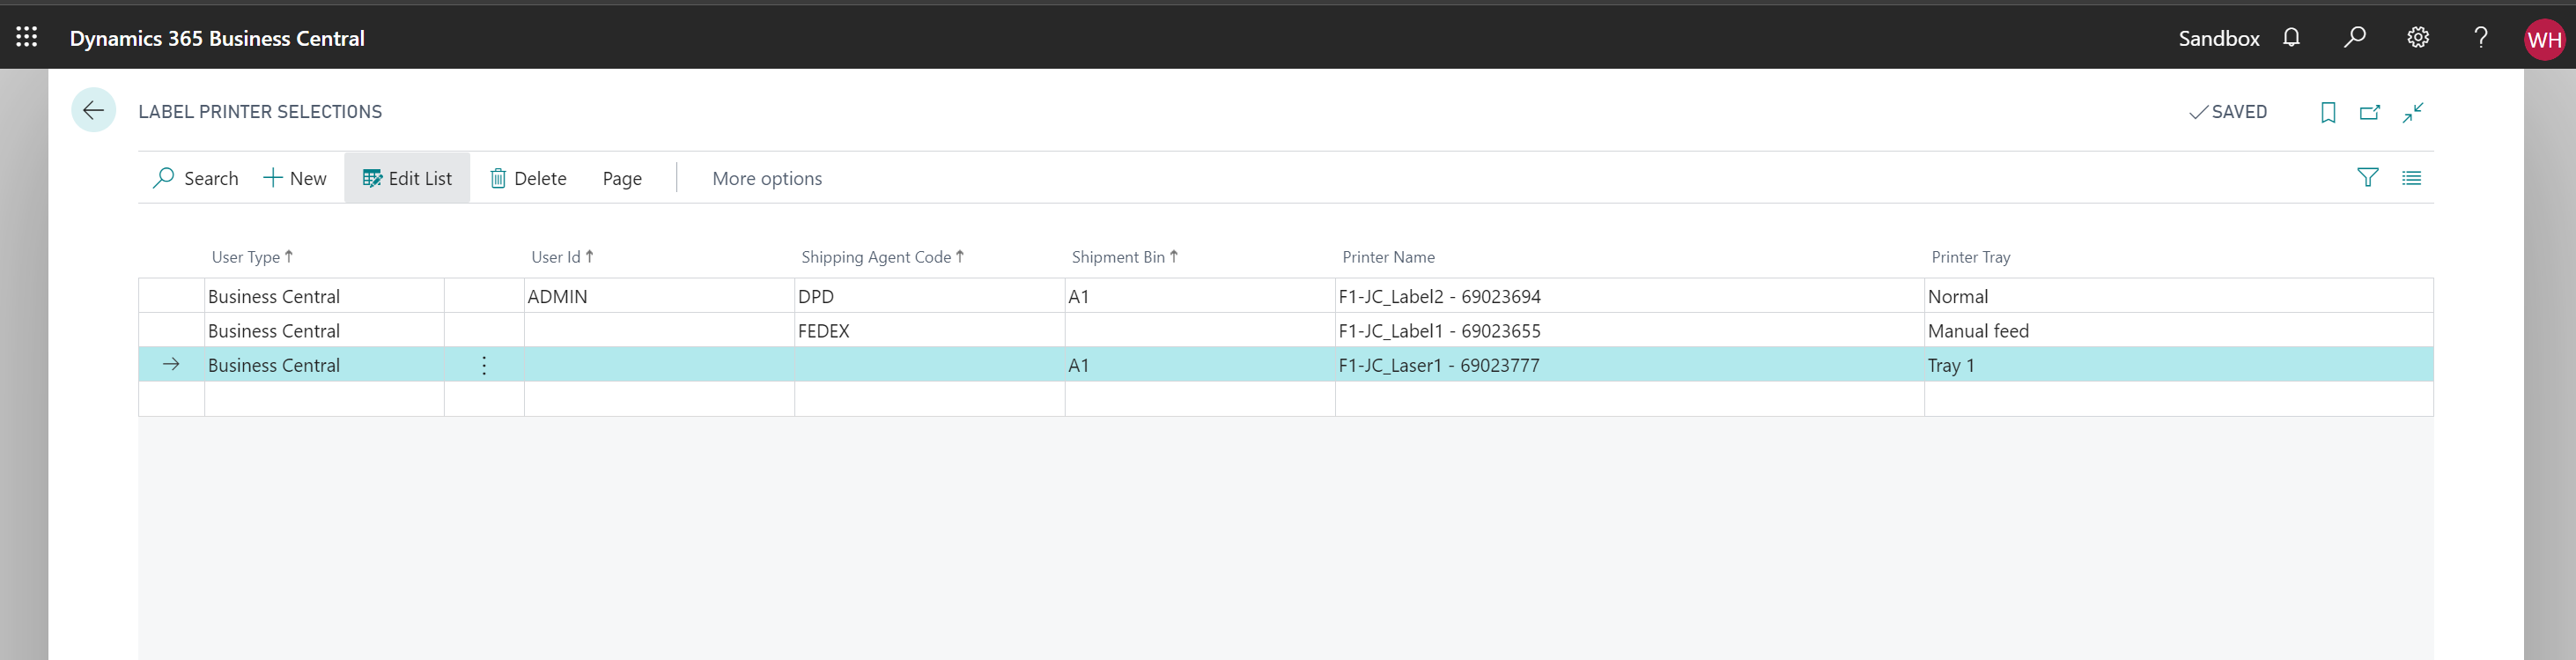 Dynamics 365 Business Central Sandbox ? WH
LABEL PRINTER SELECTIONS SAVED
Search New Edit List Delete Page More options
User Type User Id Shipping Agent Code Shipment Bin Printer Name Printer Tray
Business Central ADMIN DPD A1 F1-JC_Label2 - 69023694 Normal
Business Central FEDEX F1-JC_Label1 - 69023655 Manual feed
Business Central A1 F1-JC_Laser1 - 69023777 Tray 1